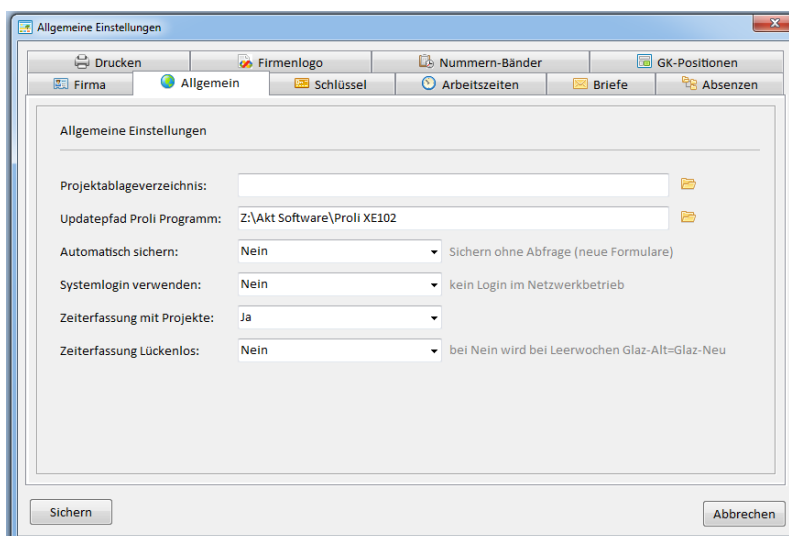 Allgemeine Einstellungen
Drucken Firmenlogo Nummern-Bänder GK-Positionen
Firma Allgemein Schlüssel Arbeitszeiten Briefe Absenzen
Allgemeine Einstellungen
Projektablageverzeichnis:
Updatepfad Proli Programm: Z:\Akt Software\Proli XE102
Automatisch sichern: Nein Sichern ohne Abfrage (neue Formulare)
Systemlogin verwenden: Nein kein Login im Netzwerkbetrieb
Zeiterfassung mit Projekte: Ja
Zeiterfassung Lückenlos: Nein bei Nein wird bei Leerwochen Glaz-Alt=Glaz-Neu
Sichern Abbrechen